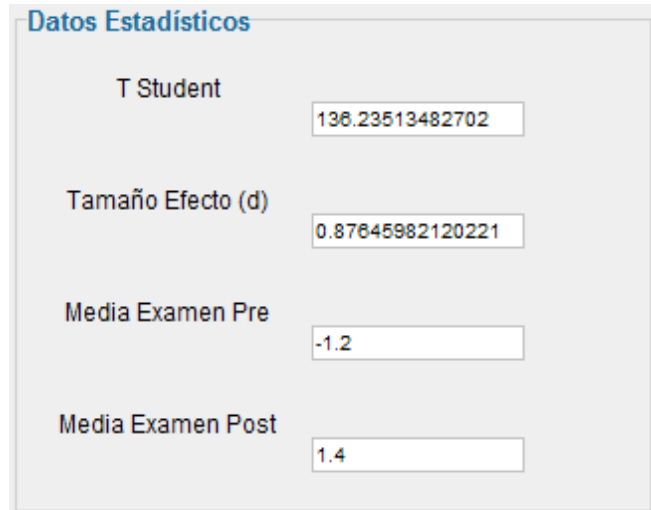 Datos Estadísticos
T Student
136.23513482702
Tamaño Efecto (d)
0.87645982120221
Media Examen Pre
-1.2
Media Examen Post
1.4